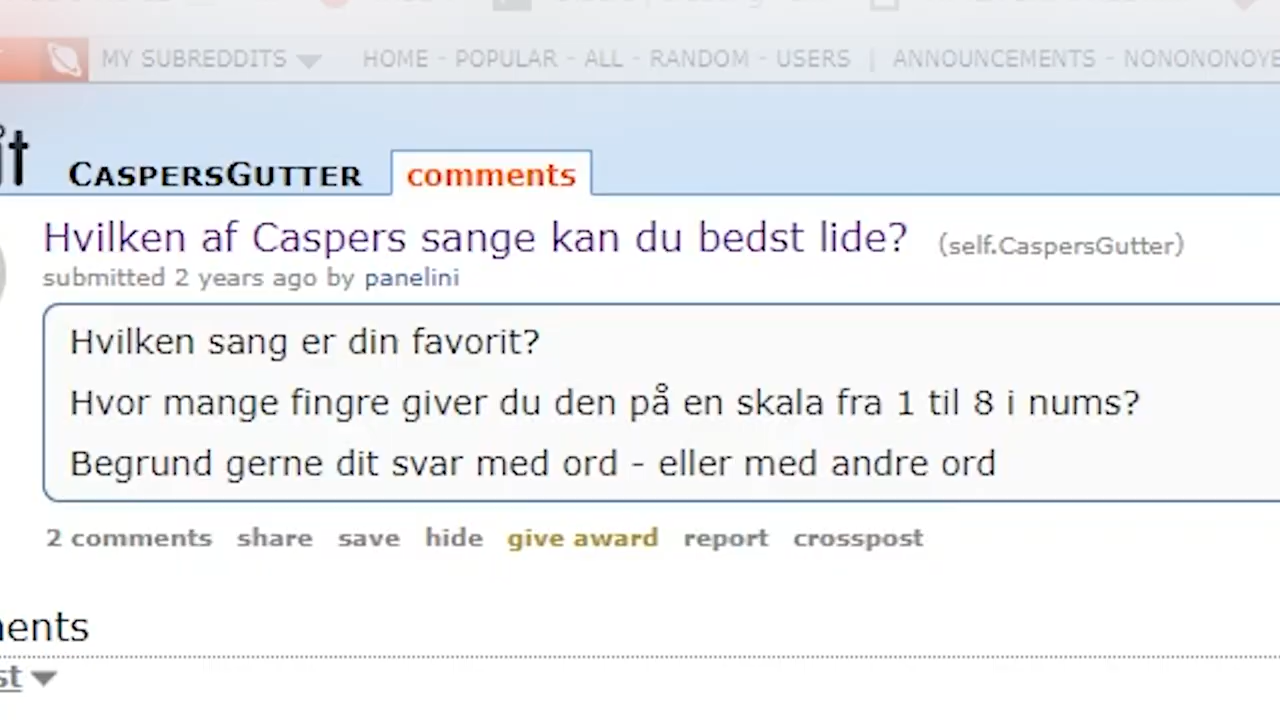 MY SUBREDDITS HOME - POPULAR - ALL - RANDOM - USERS | ANNOUNCEMENTS - NONONONOYE
it CASPERSGUTTER comments
Hvilken af Caspers sange kan du bedst lide? (self.CaspersGutter)
submitted 2 years ago by panelini
Hvilken sang er din favorit?
Hvor mange fingre giver du den på en skala fra 1 til 8 i nums?
Begrund gerne dit svar med ord - eller med andre ord
2 comments share save hide give award report crosspost
ents
st